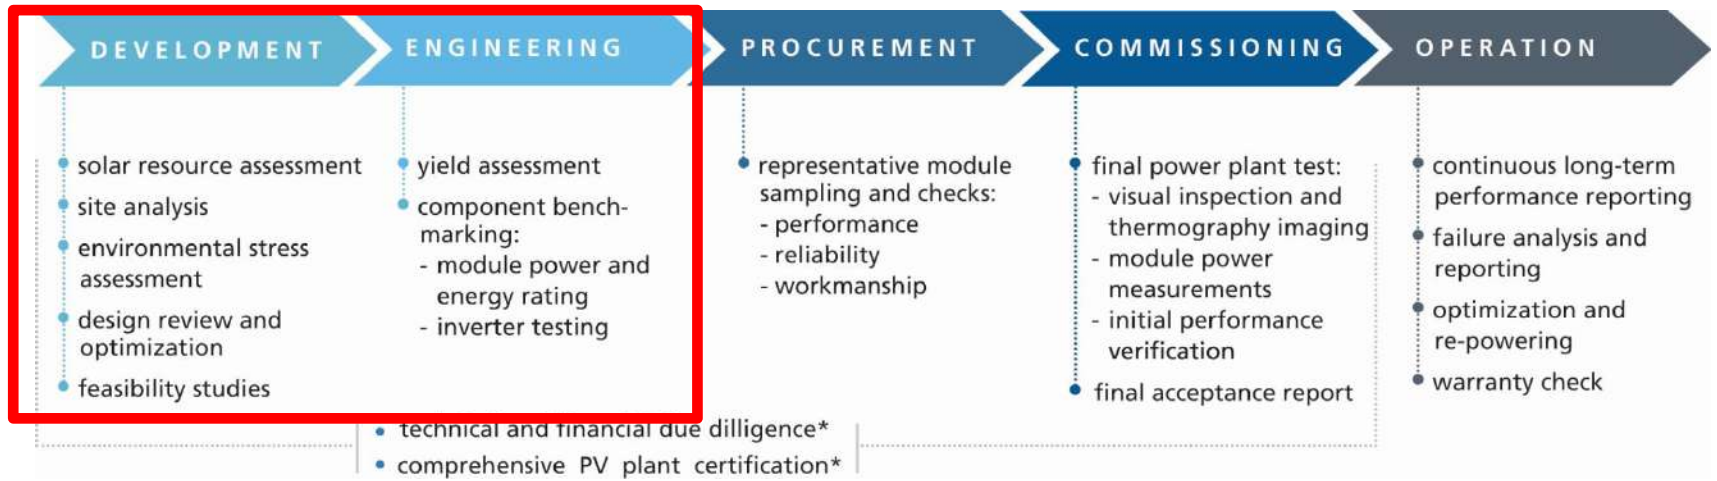 DEVELOPMENT
ENGINEERING
PROCUREMENT
COMMISSIONING
OPERATION
solar resource assessment
site analysis
environmental stress
assessment
design review and
optimization
feasibility studies
yield assessment
component bench-
marking:
- module power and
energy rating
- inverter testing
representative module
sampling and checks:
- performance
- reliability
- workmanship
final power plant test:
- visual inspection and
thermography imaging
- module power
measurements
- initial performance
verification
final acceptance report
continuous long-term
performance reporting
failure analysis and
reporting
optimization and
re-powering
warranty check
technical and financial due dilligence*
comprehensive PV plant certification*